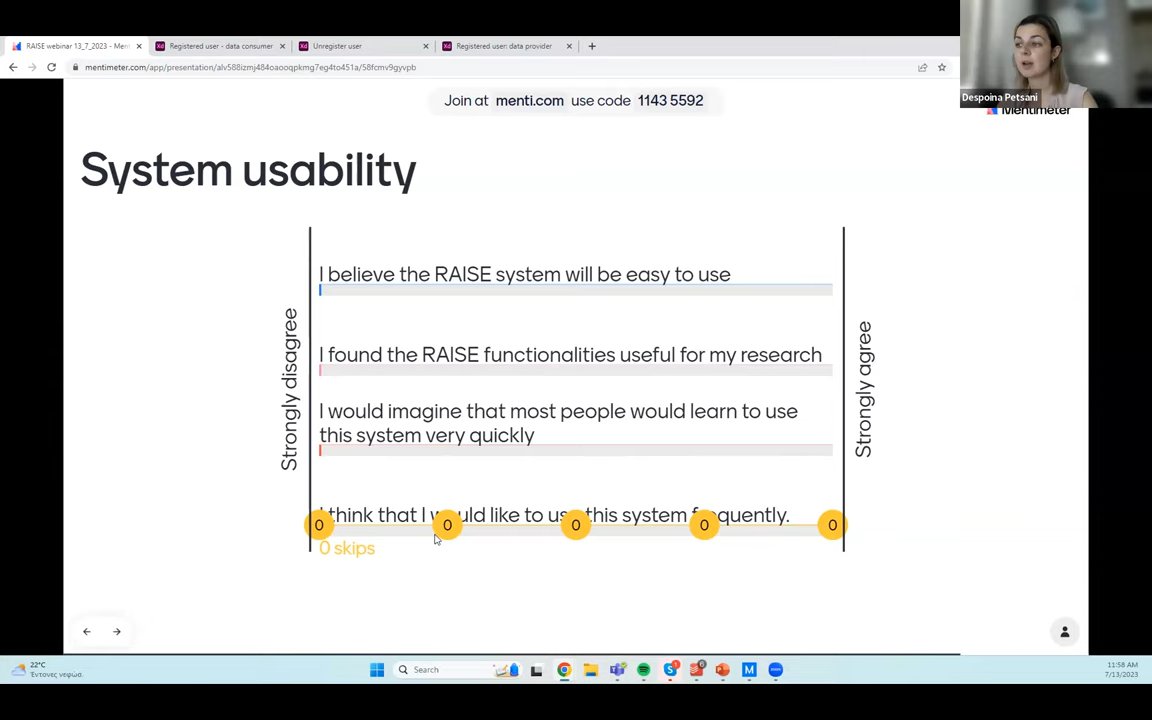 RAISE webinar 13_7_2023 - Men
Registered user - data consumer
Unregister user
Registered user: data provider
mentimeter.com/app/presentation/alv588izmj484oaooqpkmg7eg4to451a/58fcmv9gyvpb
Despoina Petsani
Join at menti.com use code 1143 5592
Mentimeter
System usability
Strongly disagree
I believe the RAISE system will be easy to use
I found the RAISE functionalities useful for my research
I would imagine that most people would learn to use
this system very quickly
I think that I would like to use this system frequently.
0 0 0 0 0
0 skips
Strongly agree
22°C
Έντονες νεφώσ
Search
11:58 AM
7/13/2023